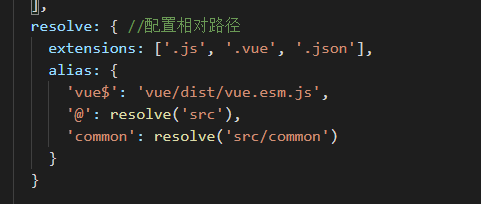 ],
resolve: { //配置相对路径
  extensions: ['.js', '.vue', '.json'],
  alias: {
    'vue$': 'vue/dist/vue.esm.js',
    '@': resolve('src'),
    'common': resolve('src/common')
  }
}